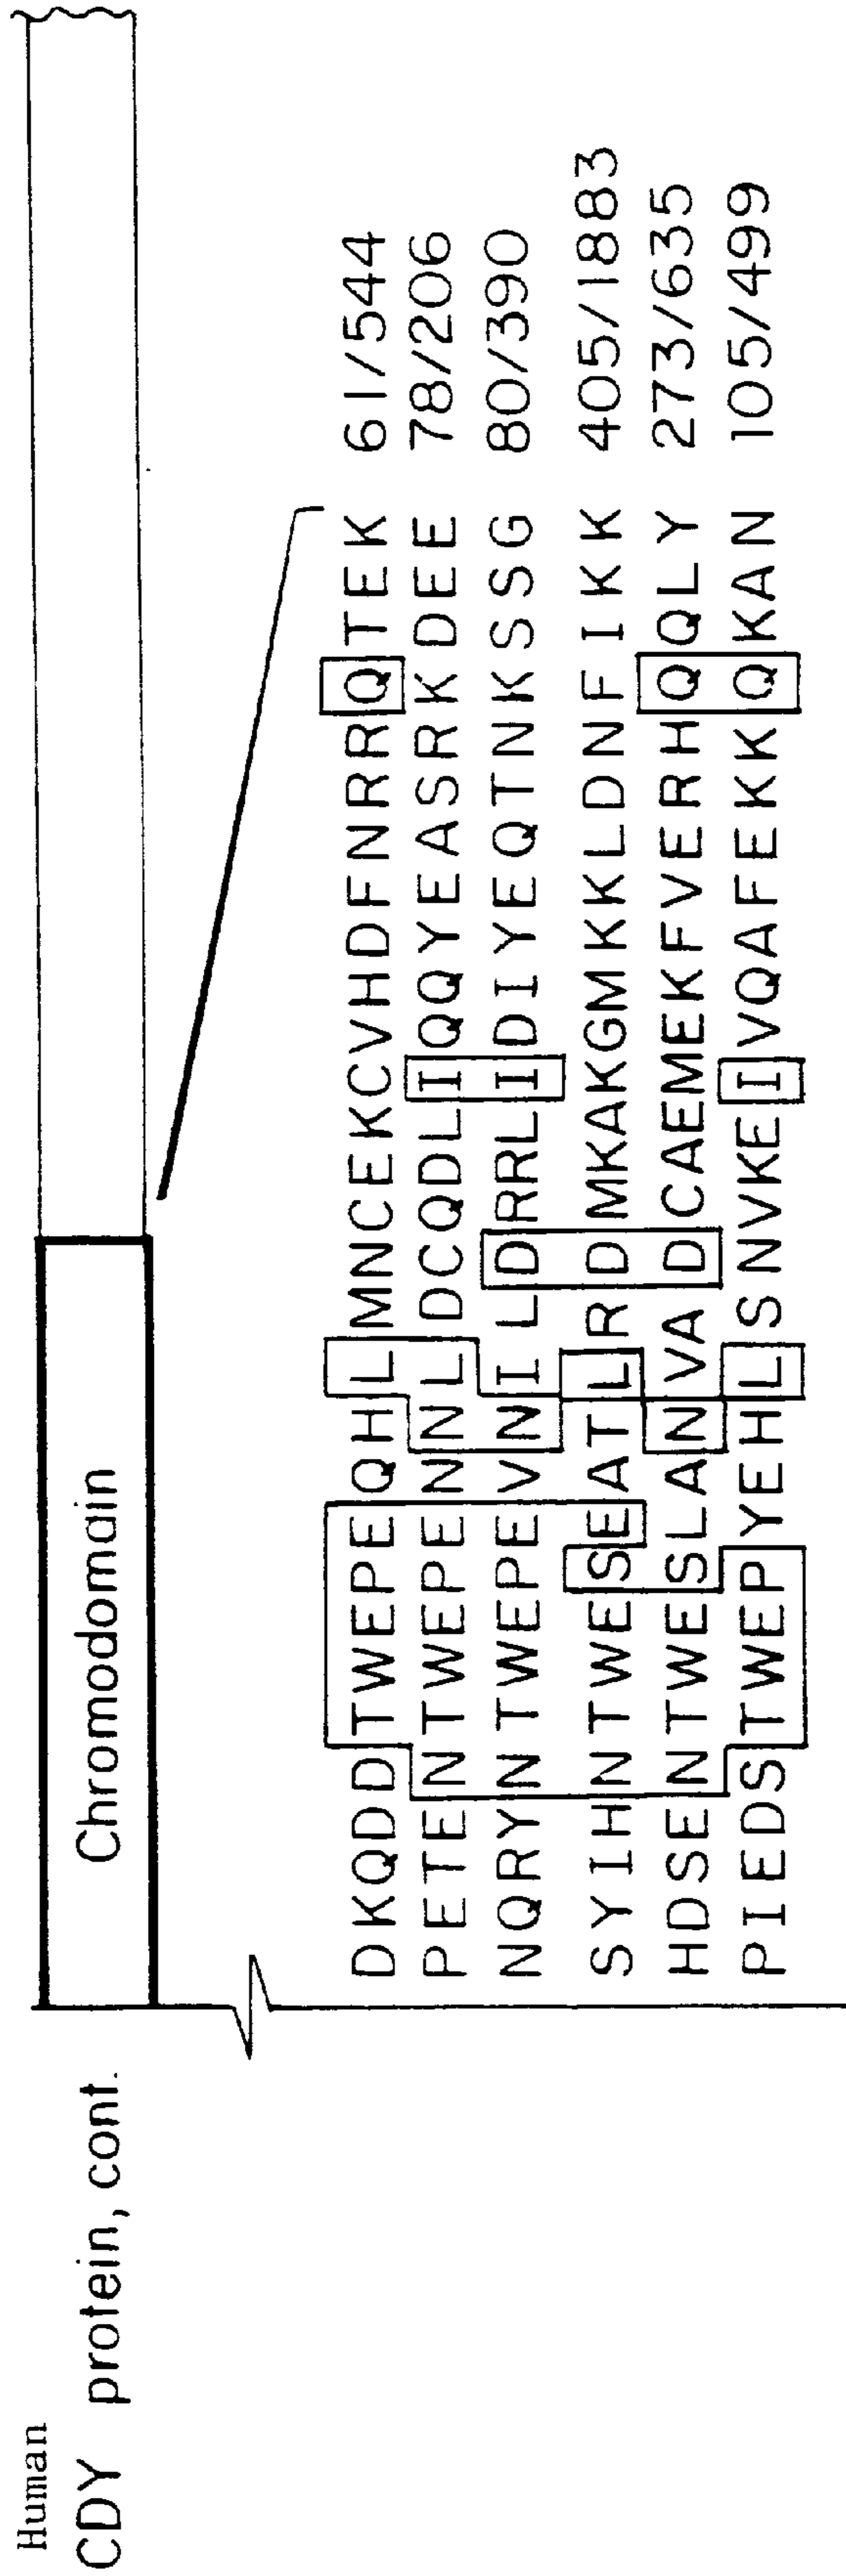 Human
CDY protein, cont.
Chromodomain
DKQDDTWEPEQHLMNCEKCVHDFNRRQTEK 61/544
PETENTWEPENNLDCQDLIQQYEASRKDEE 78/206
NQRYNTWEPEVNILDRRLIDIYEQTNKSSG 80/390
SYIHNTWESEATLRDMKAKGMKKLDNFIKK 405/1883
HDSENTWESLANVADCAEMEKFVERHQQLY 273/635
PIEDSTWEPYEHLSNVKEIVQAFEKKQKAN 105/499